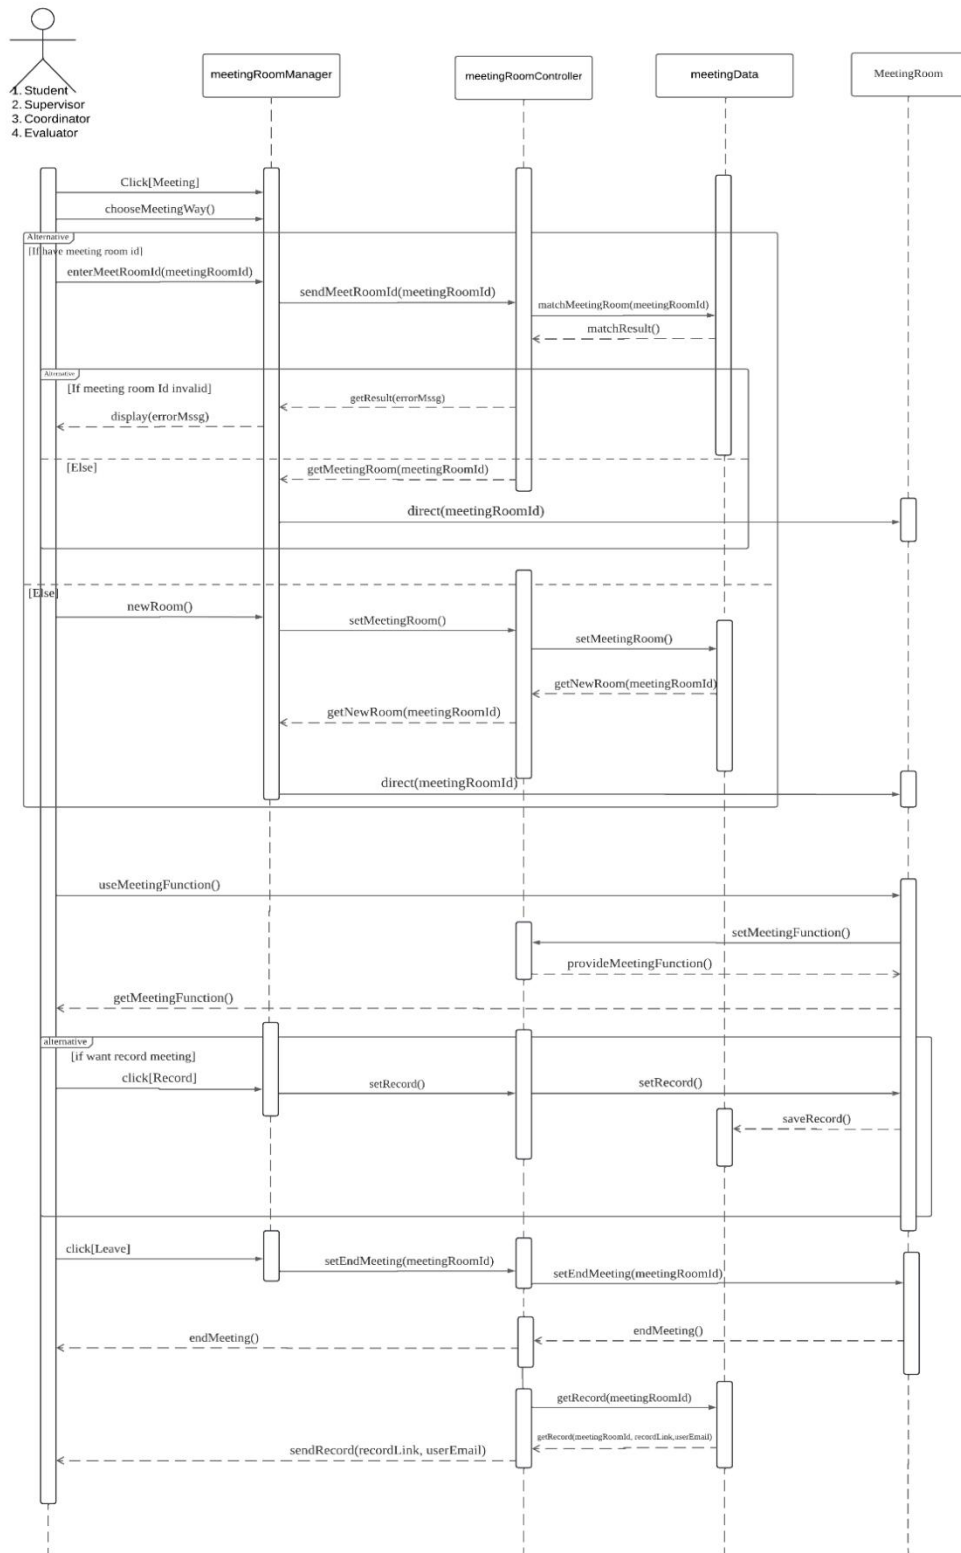 meetingRoomManager
meetingRoomController
meetingData
MeetingRoom
1. Student
2. Supervisor
3. Coordinator
4. Evaluator
Click[Meeting]
chooseMeetingWay()
Alternative
[If have meeting room id]
enterMeetRoomId(meetingRoomId)
sendMeetRoomId(meetingRoomId)
matchMeetingRoom(meetingRoomId)
matchResult()
Alternative
[If meeting room Id invalid]
getResult(errorMssg)
display(errorMssg)
[Else]
getMeetingRoom(meetingRoomId)
direct(meetingRoomId)
[Else]
newRoom()
setMeetingRoom()
setMeetingRoom()
getNewRoom(meetingRoomId)
getNewRoom(meetingRoomId)
direct(meetingRoomId)
useMeetingFunction()
setMeetingFunction()
provideMeetingFunction()
getMeetingFunction()
alternative
[if want record meeting]
click[Record]
setRecord()
setRecord()
saveRecord()
click[Leave]
setEndMeeting(meetingRoomId)
setEndMeeting(meetingRoomId)
endMeeting()
endMeeting()
getRecord(meetingRoomId)
getRecord(meetingRoomId, recordLink,userEmail)
sendRecord(recordLink, userEmail)